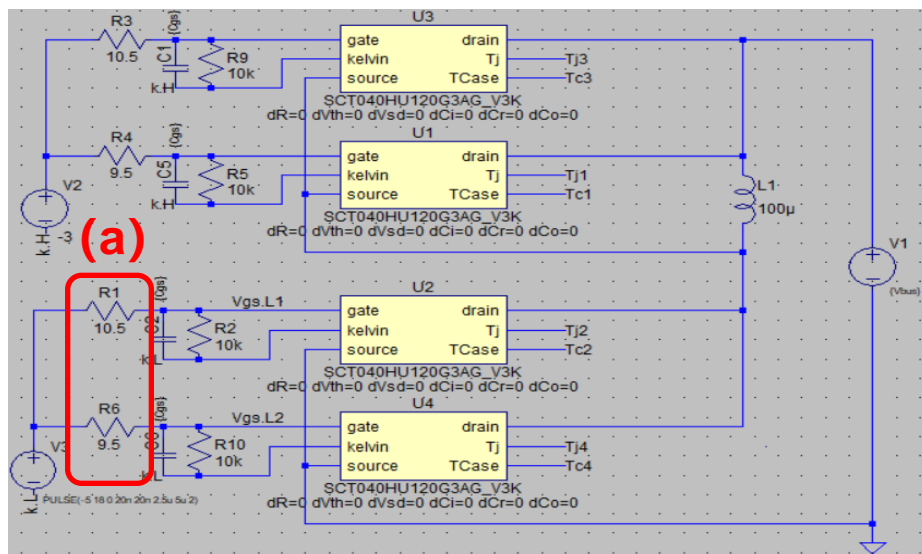 U3
R3
10.5
C1
{Cgs}
R9
10k
k.H
gate
drain
kelvin
Tj
source
TCase
Tj3
Tc3
SCT040HU120G3AG_V3K
dR=0 dVth=0 dVsd=0 dCi=0 dCr=0 dCo=0
U1
R4
9.5
C5
{Cgs}
R5
10k
k.H
gate
drain
kelvin
Tj
source
TCase
Tj1
Tc1
SCT040HU120G3AG_V3K
dR=0 dVth=0 dVsd=0 dCi=0 dCr=0 dCo=0
V2
-3
k.H
L1
100µ
V1
{Vbus}
(a)
U2
R1
10.5
{Cgs}
C2
Vgs.L1
R2
10k
k.L
gate
drain
kelvin
Tj
source
TCase
Tj2
Tc2
SCT040HU120G3AG_V3K
dR=0 dVth=0 dVsd=0 dCi=0 dCr=0 dCo=0
U4
R6
9.5
{Cgs}
Vgs.L2
R10
10k
k.L
gate
drain
kelvin
Tj
source
TCase
Tj4
Tc4
SCT040HU120G3AG_V3K
dR=0 dVth=0 dVsd=0 dCi=0 dCr=0 dCo=0
V3
k.L
PULSE(-5 18 0 20n 20n 2.5u 5u 2)